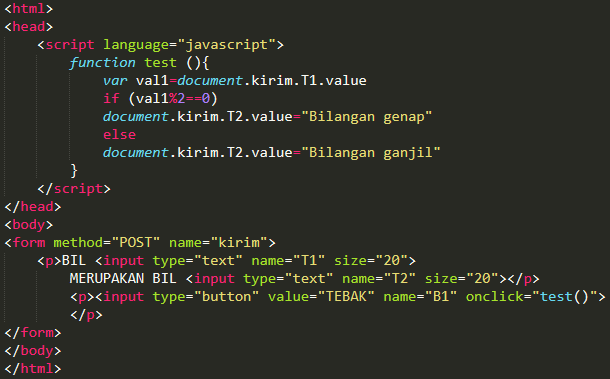 <html>
<head>
    <script language="javascript">
        function test (){
            var val1=document.kirim.T1.value
            if (val1%2==0)
            document.kirim.T2.value="Bilangan genap"
            else
            document.kirim.T2.value="Bilangan ganjil"
        }
    </script>
</head>
<body>
<form method="POST" name="kirim">
    <p>BIL <input type="text" name="T1" size="20">
        MERUPAKAN BIL <input type="text" name="T2" size="20"></p>
        <p><input type="button" value="TEBAK" name="B1" onclick="test()">
        </p>
</form>
</body>
</html>